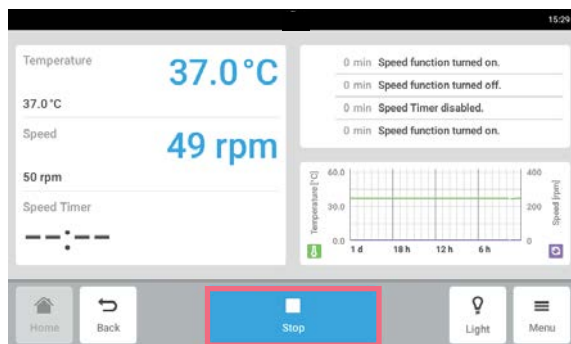 15:29
Temperature
37.0 °C
37.0 °C
Speed
49 rpm
50 rpm
Speed Timer
--:--
0 min Speed function turned on.
0 min Speed function turned off.
0 min Speed Timer disabled.
0 min Speed function turned on.
Temperature [°C]
60.0
30.0
0.0
1 d
18 h
12 h
6 h
400
200
0
Speed [rpm]
Home
Back
Stop
Light
Menu